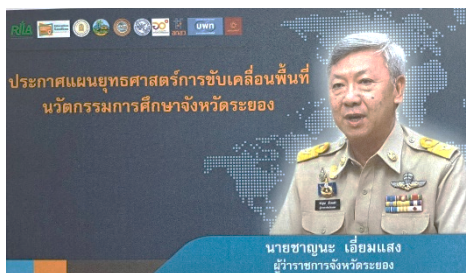 RIIA
บพท
ประกาศแผนยุทธศาสตร์การขับเคลื่อนพื้นที่
นวัตกรรมการศึกษาจังหวัดระยอง
นายชาญนะ เอี่ยมแสง
ผู้ว่าราชการจังหวัดระยอง